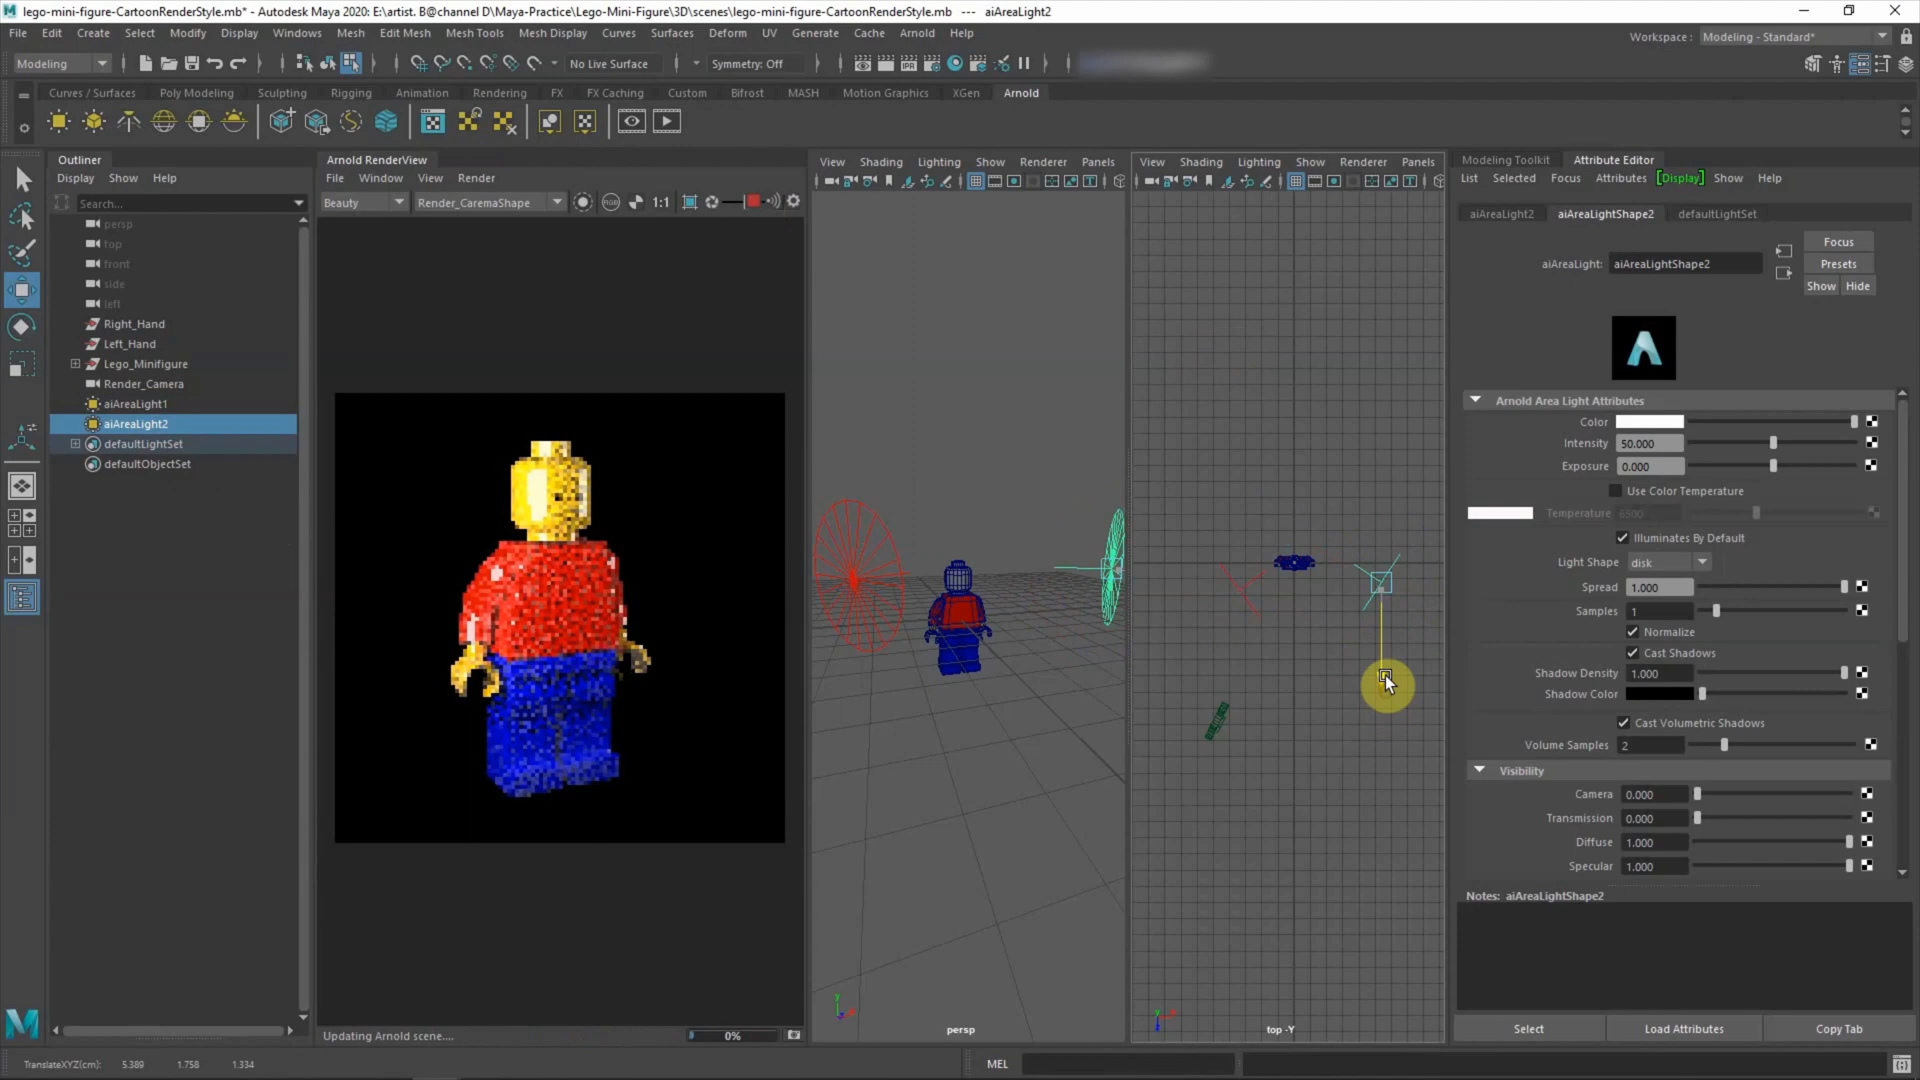 lego-mini-figure-CartoonRenderStyle.mb* - Autodesk Maya 2020: E:\artist. B@channel D\Maya-Practice\Lego-Mini-Figure\3D\scenes\lego-mini-figure-CartoonRenderStyle.mb --- aiAreaLight2
File Edit Create Select Modify Display Windows Mesh Edit Mesh Mesh Tools Mesh Display Curves Surfaces Deform UV Generate Cache Arnold Help
Workspace : Modeling - Standard*
Modeling No Live Surface Symmetry: Off
Curves / Surfaces Poly Modeling Sculpting Rigging Animation Rendering FX FX Caching Custom Bifrost MASH Motion Graphics XGen Arnold
Outliner
Display Show Help
Search...
persp
top
front
side
left
Right_Hand
Left_Hand
Lego_Minifigure
Render_Camera
aiAreaLight1
aiAreaLight2
defaultLightSet
defaultObjectSet
Arnold RenderView
File Window View Render
Beauty Render_CaremaShape 1:1
Updating Arnold scene.... 0%
View Shading Lighting Show Renderer Panels
persp
View Shading Lighting Show Renderer Panels
top -Y
Modeling Toolkit Attribute Editor
List Selected Focus Attributes [Display] Show Help
aiAreaLight2 aiAreaLightShape2 defaultLightSet
aiAreaLight: aiAreaLightShape2
Focus
Presets
Show Hide
Arnold Area Light Attributes
Color
Intensity 50.000
Exposure 0.000
Use Color Temperature
Temperature 6500
Illuminates By Default
Light Shape disk
Spread 1.000
Samples 1
Normalize
Cast Shadows
Shadow Density 1.000
Shadow Color
Cast Volumetric Shadows
Volume Samples 2
Visibility
Camera 0.000
Transmission 0.000
Diffuse 1.000
Specular 1.000
Notes: aiAreaLightShape2
Select Load Attributes Copy Tab
TranslateXYZ(cm): 5.389 1.758 1.334
MEL